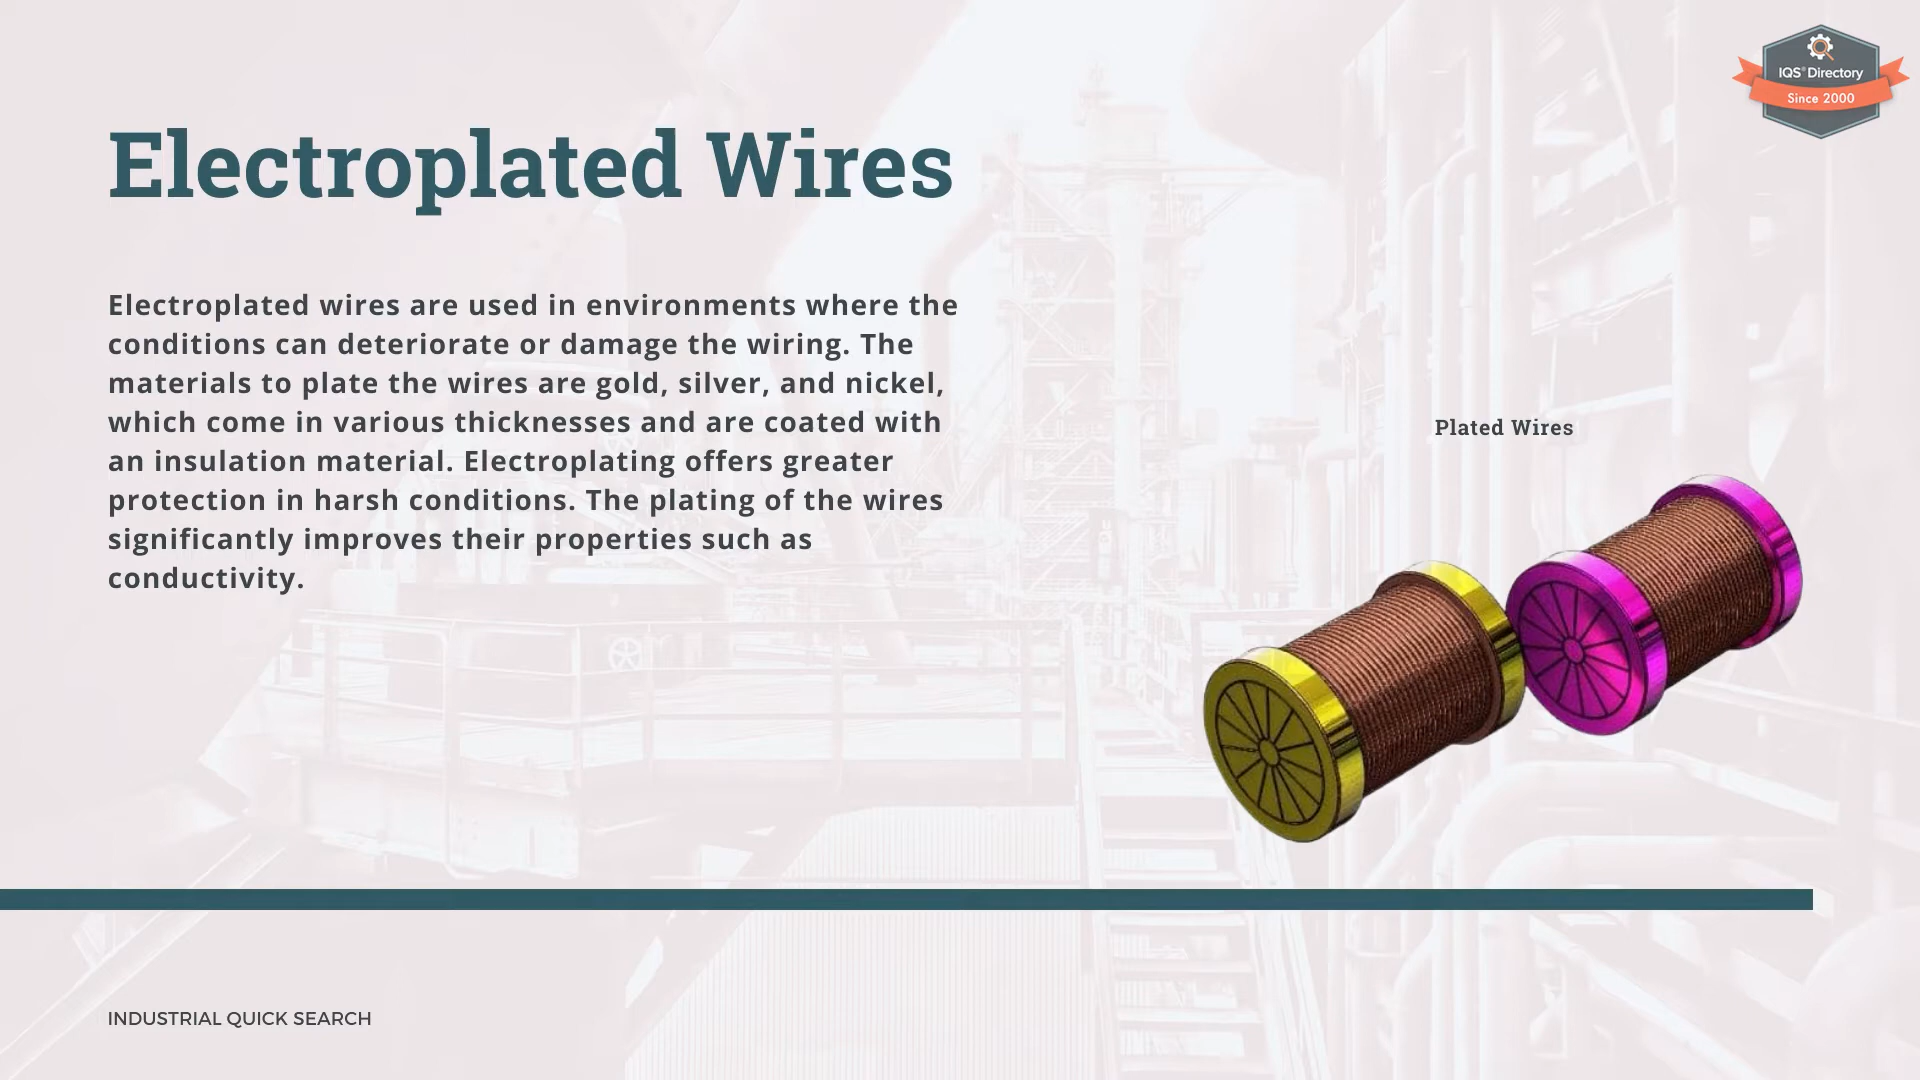 IQS® Directory
Since 2000
Electroplated Wires
Electroplated wires are used in environments where the
conditions can deteriorate or damage the wiring. The
materials to plate the wires are gold, silver, and nickel,
which come in various thicknesses and are coated with
an insulation material. Electroplating offers greater
protection in harsh conditions. The plating of the wires
significantly improves their properties such as
conductivity.
Plated Wires
INDUSTRIAL QUICK SEARCH